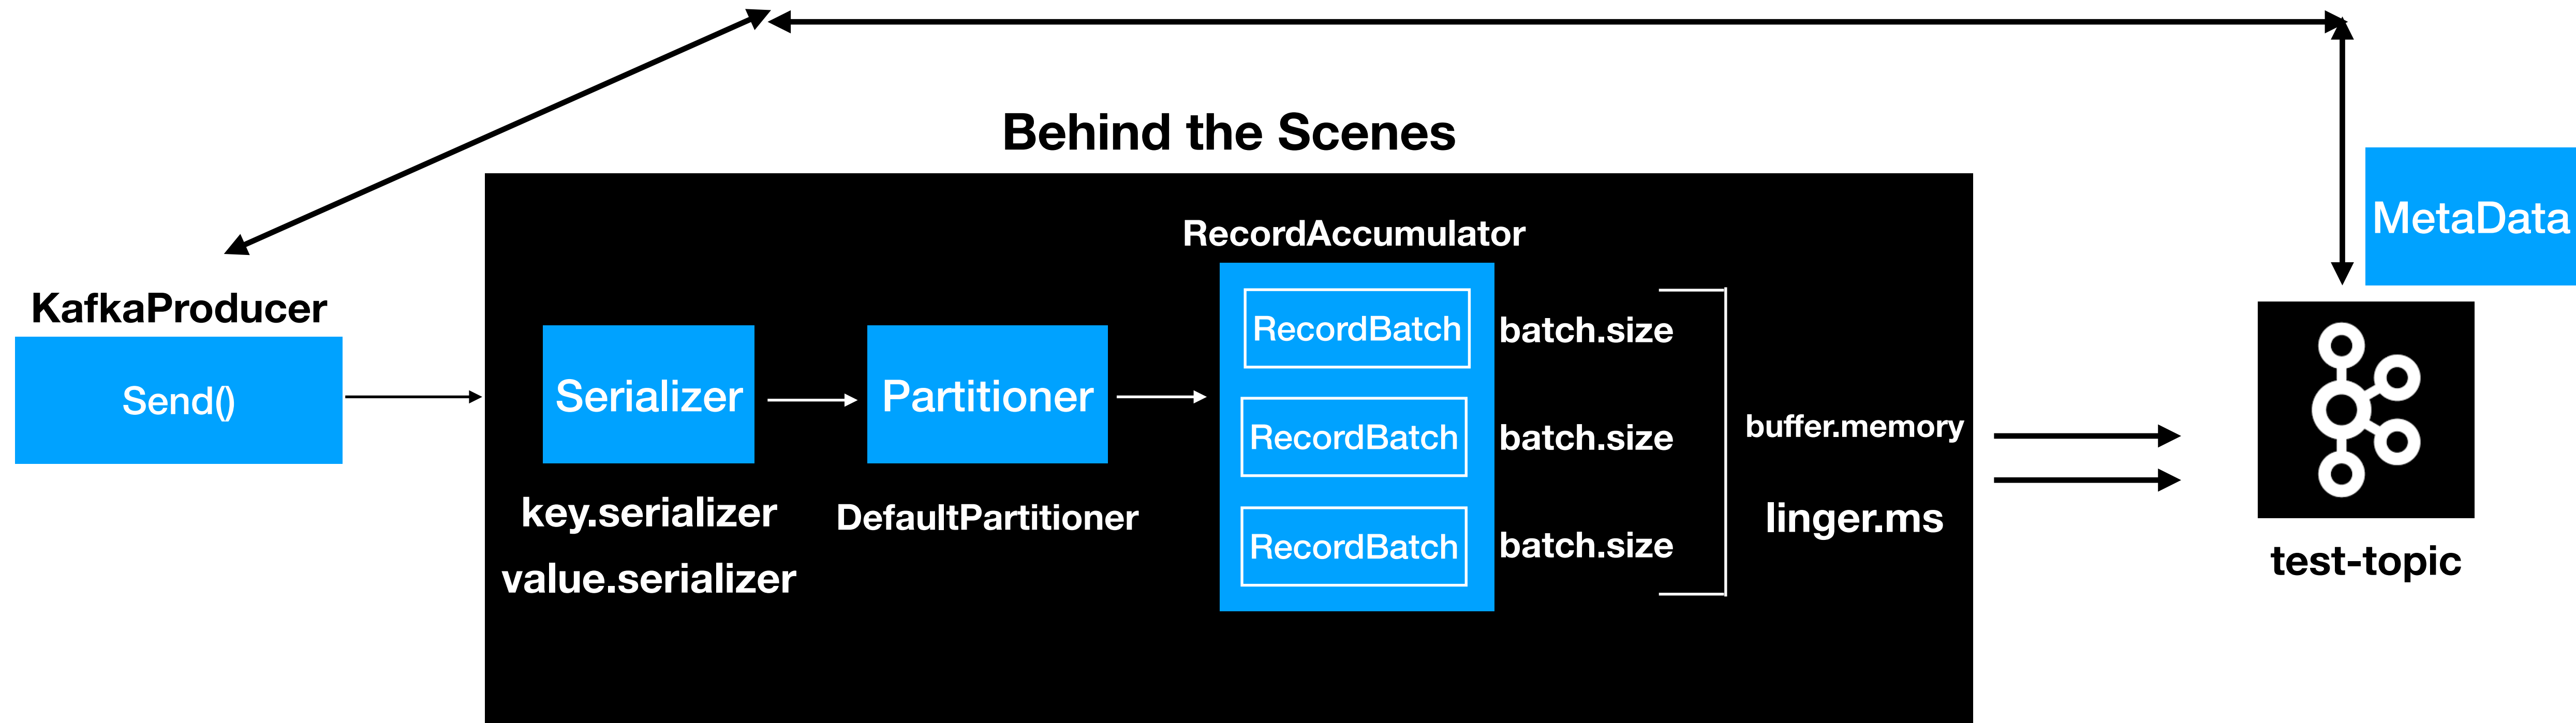 Behind the Scenes
MetaData
RecordAccumulator
KafkaProducer
Send()
Serializer
key.serializer
value.serializer
Partitioner
DefaultPartitioner
RecordBatch
batch.size
RecordBatch
batch.size
RecordBatch
batch.size
buffer.memory
linger.ms
test-topic